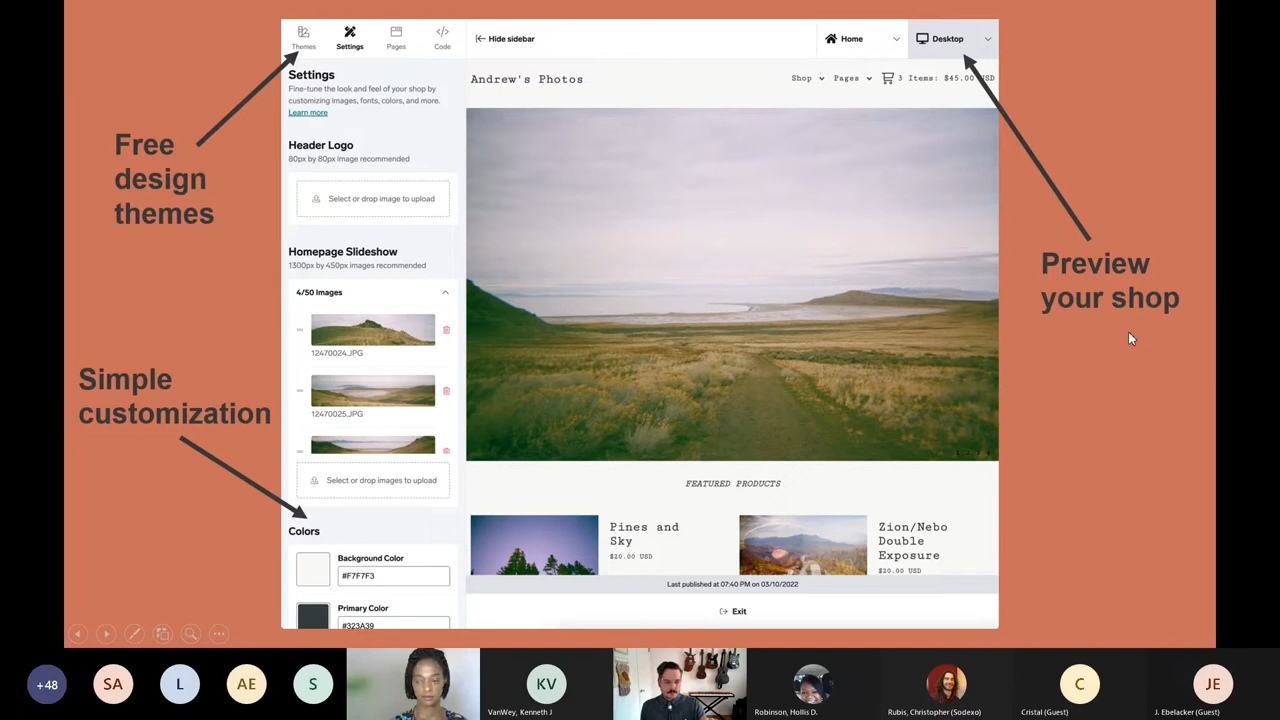 Themes
Settings
Pages
Code
Hide sidebar
Home
Desktop
Settings
Fine-tune the look and feel of your shop by
customizing images, fonts, colors, and more.
Learn more
Andrew's Photos
Shop
Pages
3 Items: $45.00 USD
Free
design
themes
Header Logo
80px by 80px image recommended
Select or drop image to upload
Homepage Slideshow
1300px by 450px images recommended
4/50 Images
12470024.JPG
12470025.JPG
Select or drop images to upload
Preview
your shop
Simple
customization
Colors
Background Color
#F7F7F3
Primary Color
#323A39
FEATURED PRODUCTS
Pines and
Sky
$20.00 USD
Zion/Nebo
Double
Exposure
$20.00 USD
Last published at 07:40 PM on 03/10/2022
Exit
+48
SA
L
AE
S
KV
VanWey, Kenneth J
Robinson, Hollis D.
Rubis, Christopher (Sodexo)
C
Cristal (Guest)
JE
J. Ebelacker (Guest)